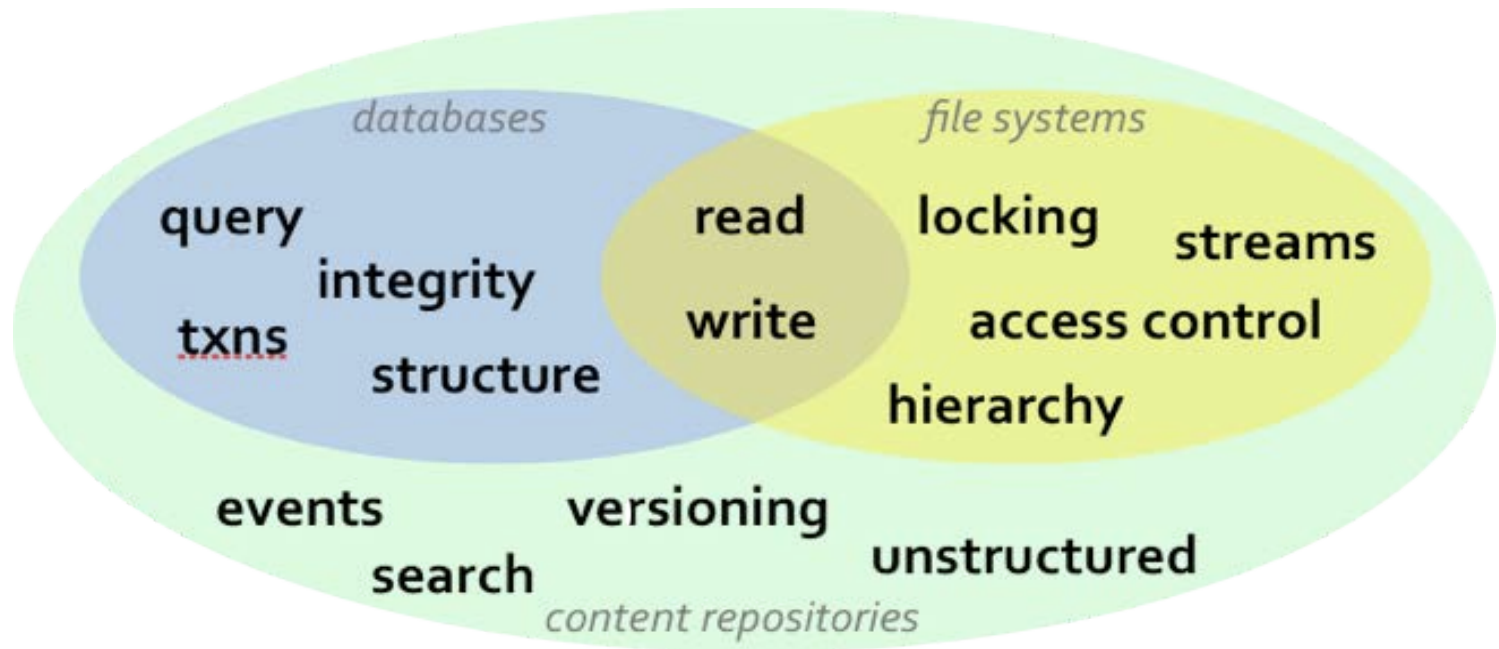 databases
file systems
query
read
locking
streams
integrity
txns
write
access control
structure
hierarchy
events
versioning
search
unstructured
content repositories